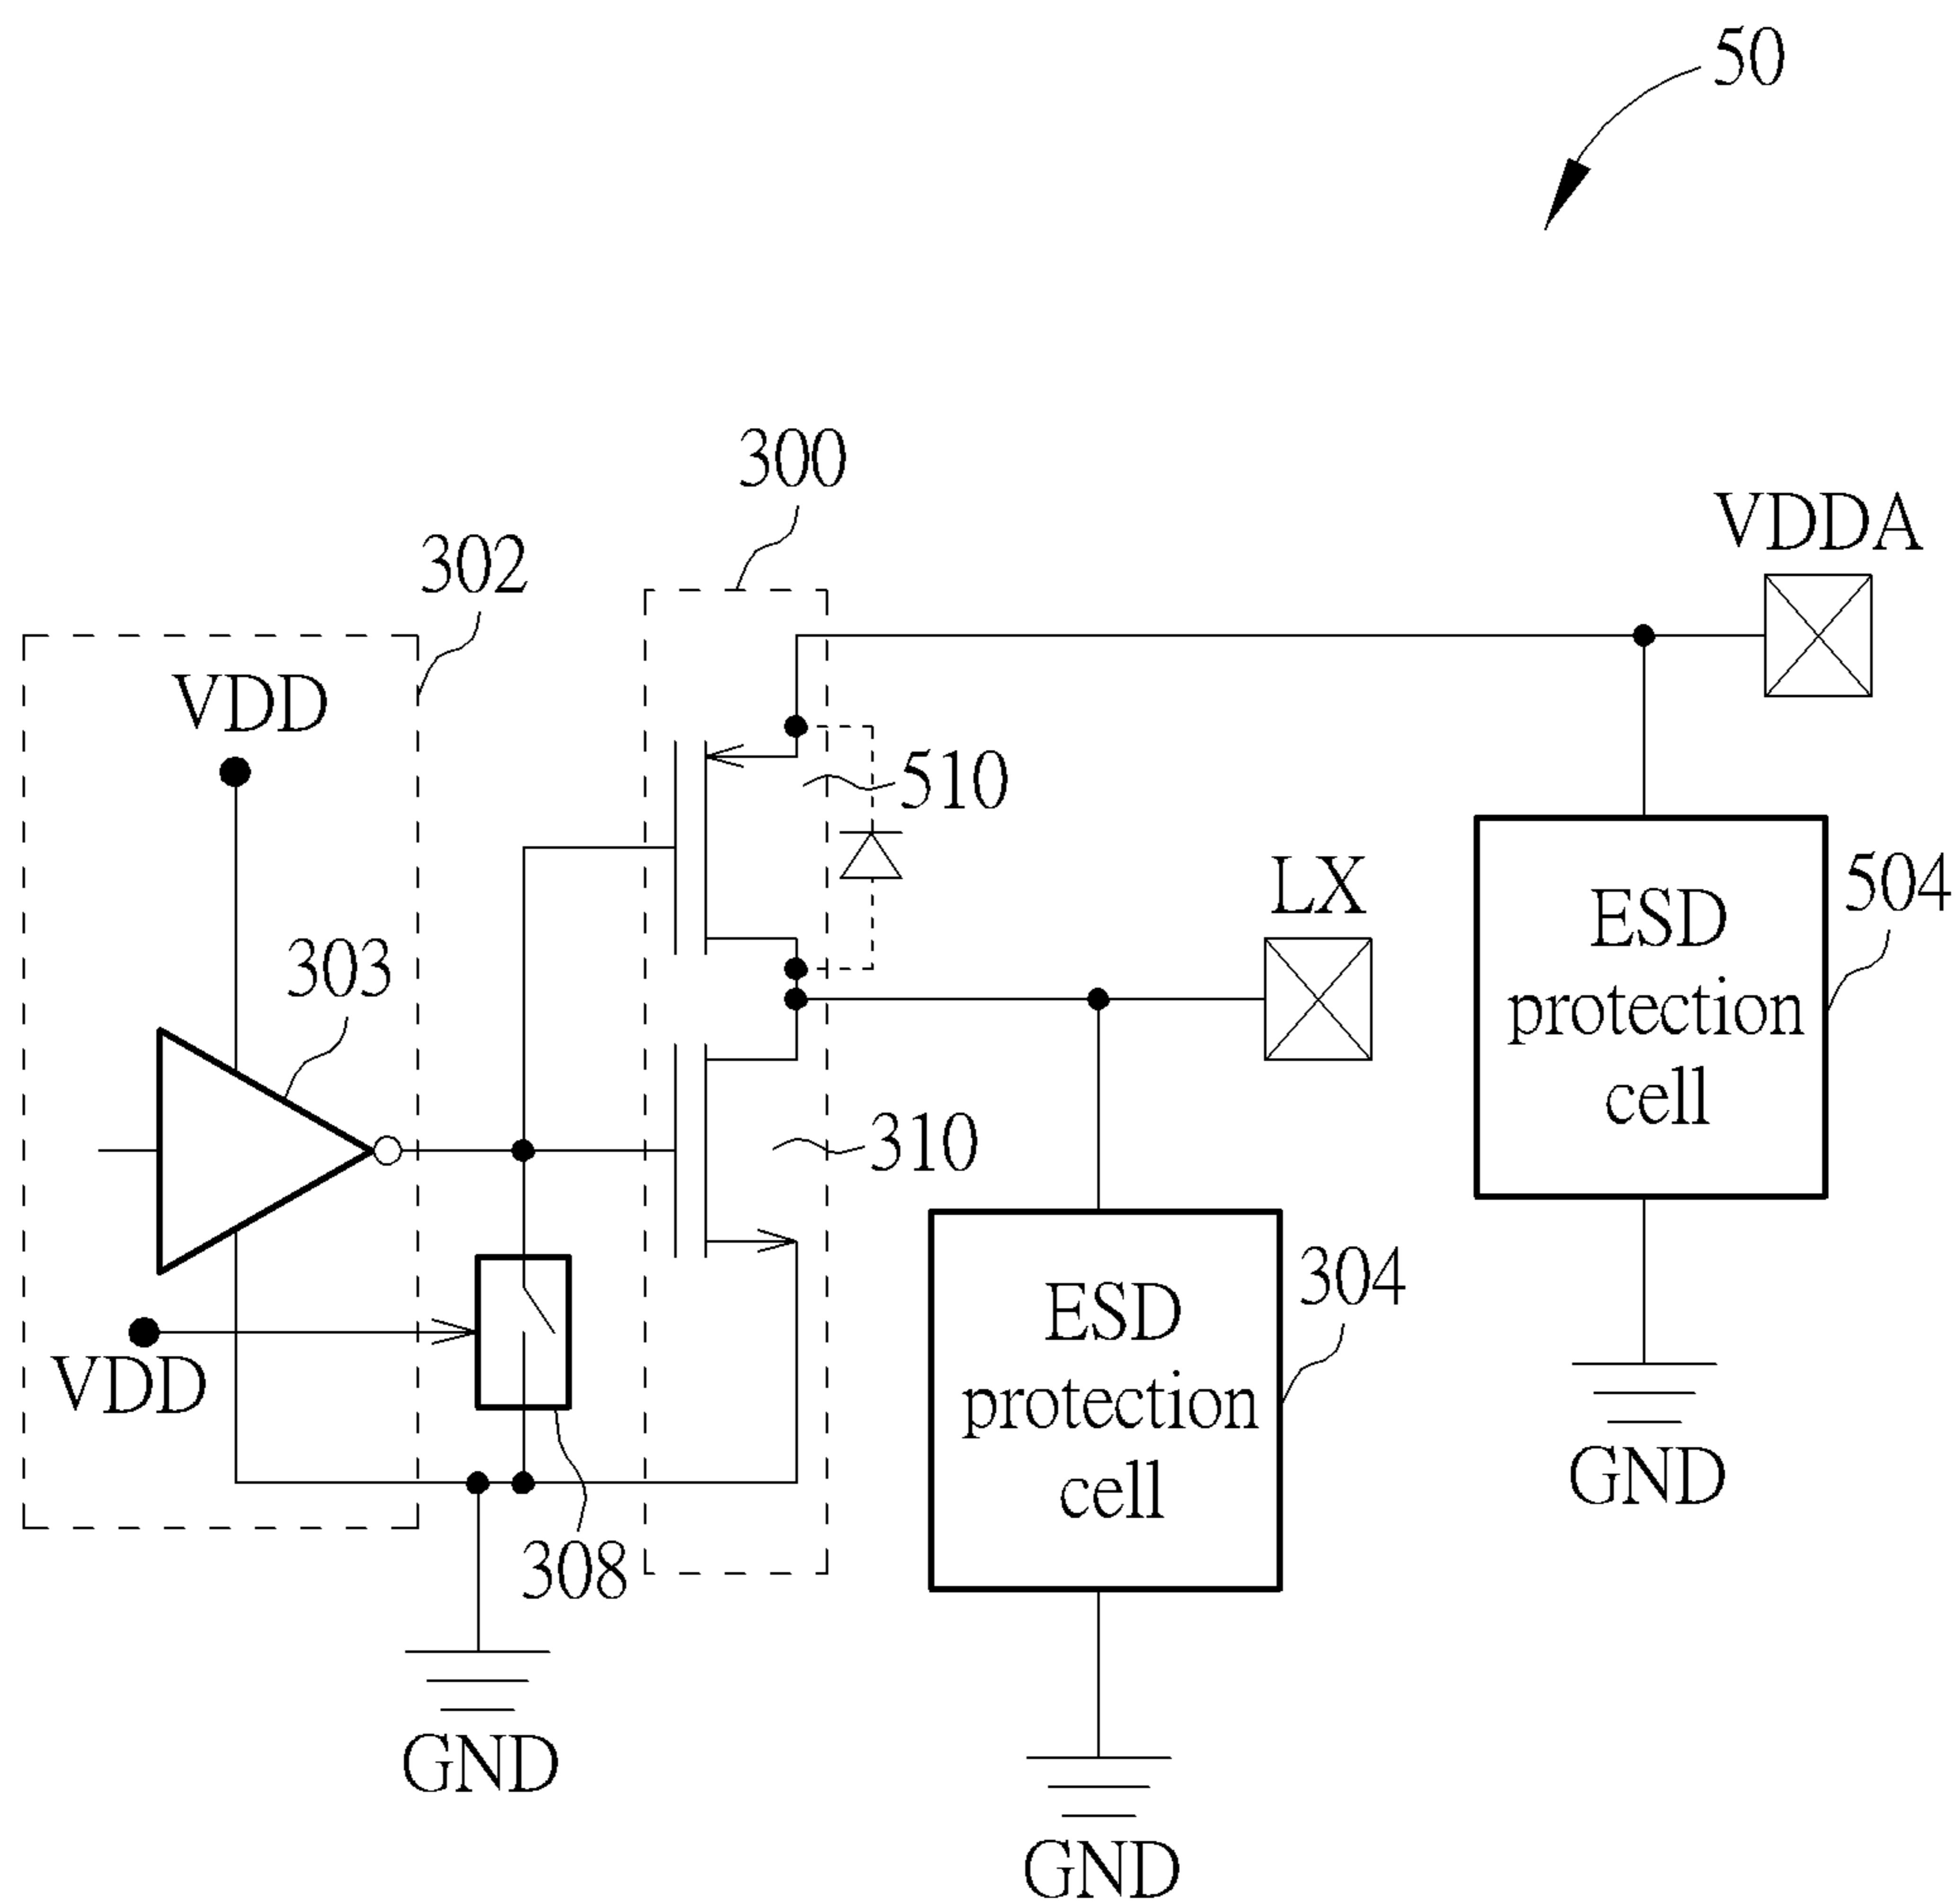 50
300
VDDA
302
VDD
510
LX
504
ESD
protection
cell
303
310
304
ESD
protection
cell
VDD
GND
308
GND
GND